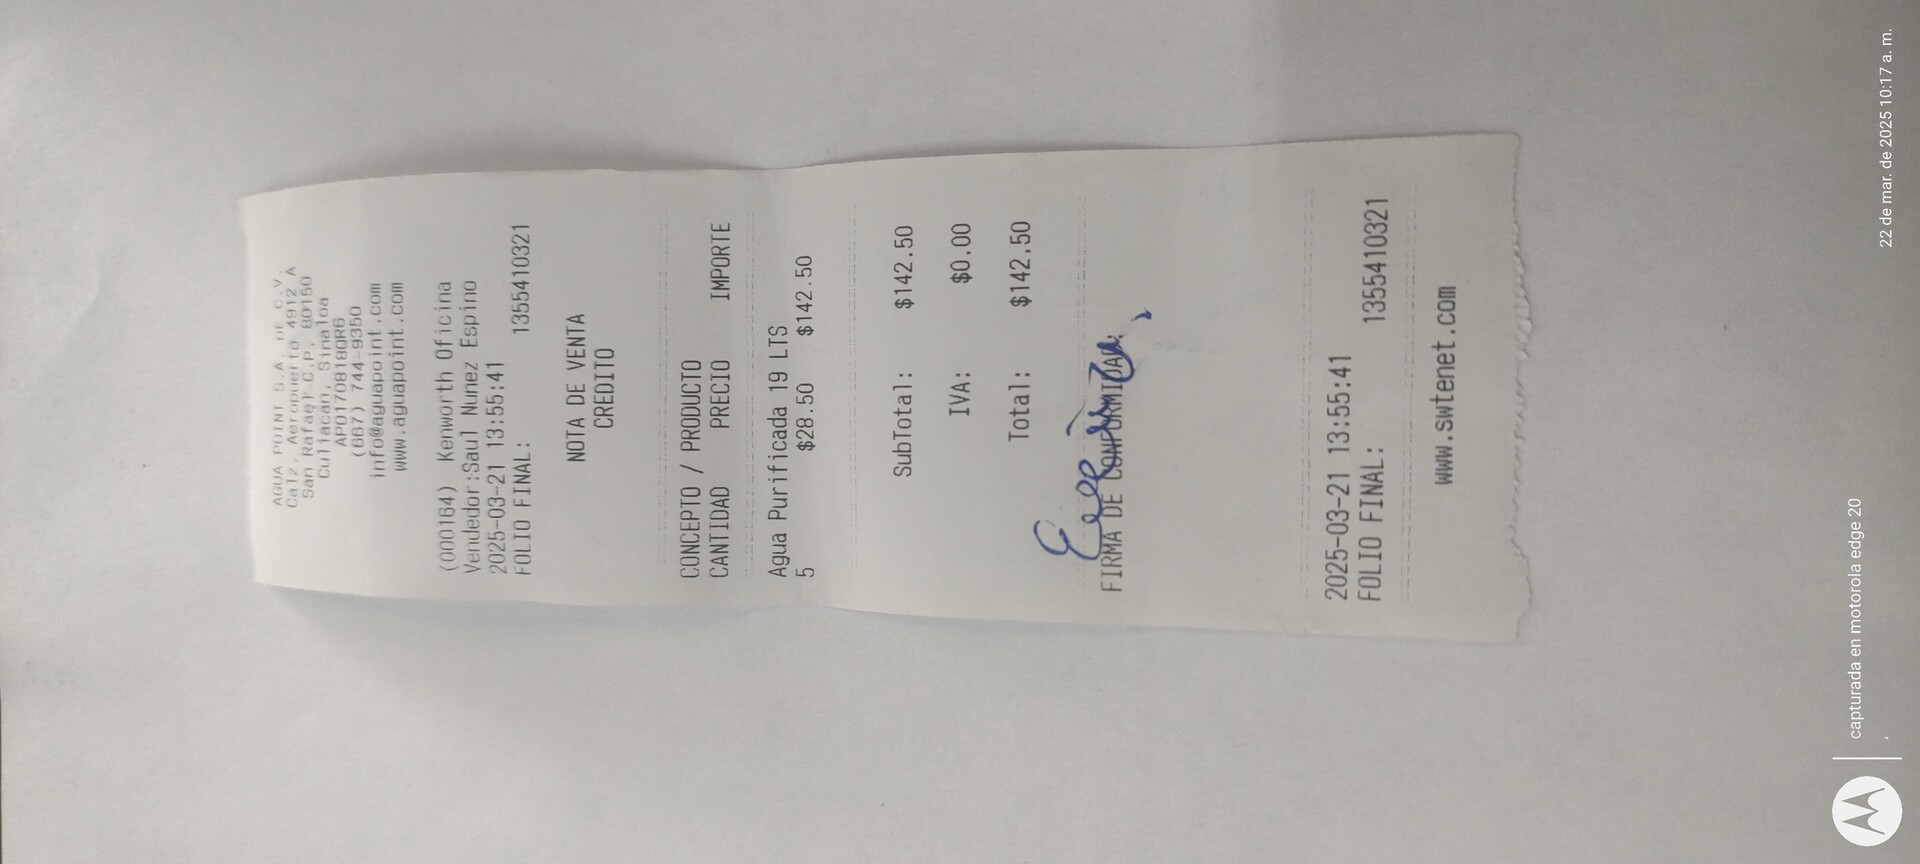 AGUA POINT S.A. DE C.V.
Calz. Aeropuerto 4912 A
San Rafael C.P. 80150
Culiacan, Sinaloa
APO170818QR6
(667) 744-9350
info@aguapoint.com
www.aguapoint.com
(000164) Kenworth Oficina
Vendedor:Saul Nunez Espino
2025-03-21 13:55:41
FOLIO FINAL: 1355410321
NOTA DE VENTA
CREDITO
CONCEPTO / PRODUCTO
CANTIDAD PRECIO IMPORTE
Agua Purificada 19 LTS
5 $28.50 $142.50
SubTotal: $142.50
IVA: $0.00
Total: $142.50
FIRMA DE CONFORMIDAD:
2025-03-21 13:55:41
FOLIO FINAL: 1355410321
www.swtenet.com
capturada en motorola edge 20
22 de mar. de 2025 10:17 a. m.